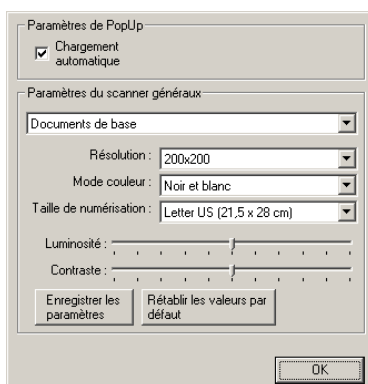 Paramètres de PopUp
Chargement
automatique
Paramètres du scanner généraux
Documents de base
Résolution : 200x200
Mode couleur : Noir et blanc
Taille de numérisation : Letter US (21,5 x 28 cm)
Luminosité :
Contraste :
Enregistrer les
paramètres
Rétablir les valeurs par
défaut
OK